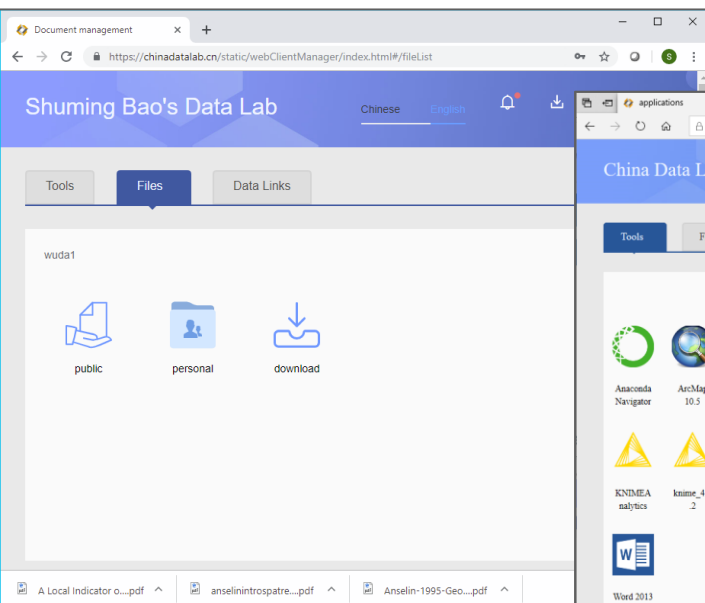 Document management
https://chinadatalab.cn/static/webClientManager/index.html#/fileList
S
Shuming Bao's Data Lab
Chinese
English
Tools
Files
Data Links
wuda1
public
personal
download
A Local Indicator o....pdf
anselinintrospatre....pdf
Anselin-1995-Geo....pdf
applications
China Data L
Tools
F
Anaconda
Navigator
ArcMap
10.5
KNIMEA
nalytics
knime_4
.2
W
Word 2013